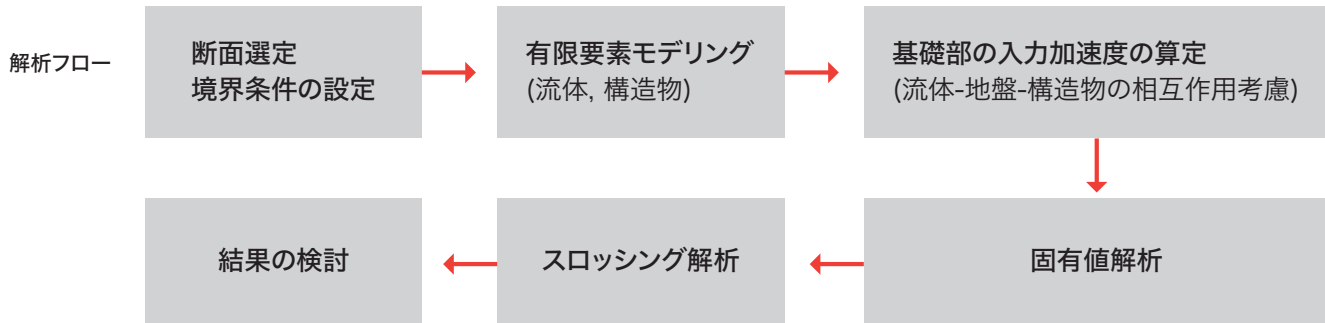 解析フロー
断面選定
境界条件の設定
有限要素モデリング
(流体, 構造物)
基礎部の入力加速度の算定
(流体-地盤-構造物の相互作用考慮)
固有値解析
スロッシング解析
結果の検討